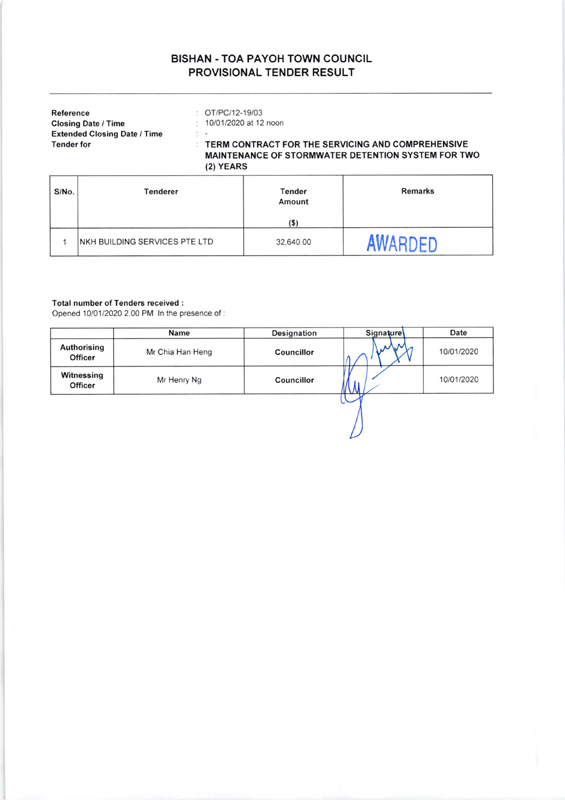 BISHAN - TOA PAYOH TOWN COUNCIL
PROVISIONAL TENDER RESULT
Reference : OT/PC/12-19/03
Closing Date / Time : 10/01/2020 at 12 noon
Extended Closing Date / Time : -
Tender for : TERM CONTRACT FOR THE SERVICING AND COMPREHENSIVE
MAINTENANCE OF STORMWATER DETENTION SYSTEM FOR TWO
(2) YEARS
S/No. Tenderer Tender Amount ($) Remarks
1 NKH BUILDING SERVICES PTE LTD 32,640.00 AWARDED
Total number of Tenders received :
Opened 10/01/2020 2.00 PM In the presence of :
Name Designation Signature Date
Authorising Officer Mr Chia Han Heng Councillor 10/01/2020
Witnessing Officer Mr Henry Ng Councillor 10/01/2020